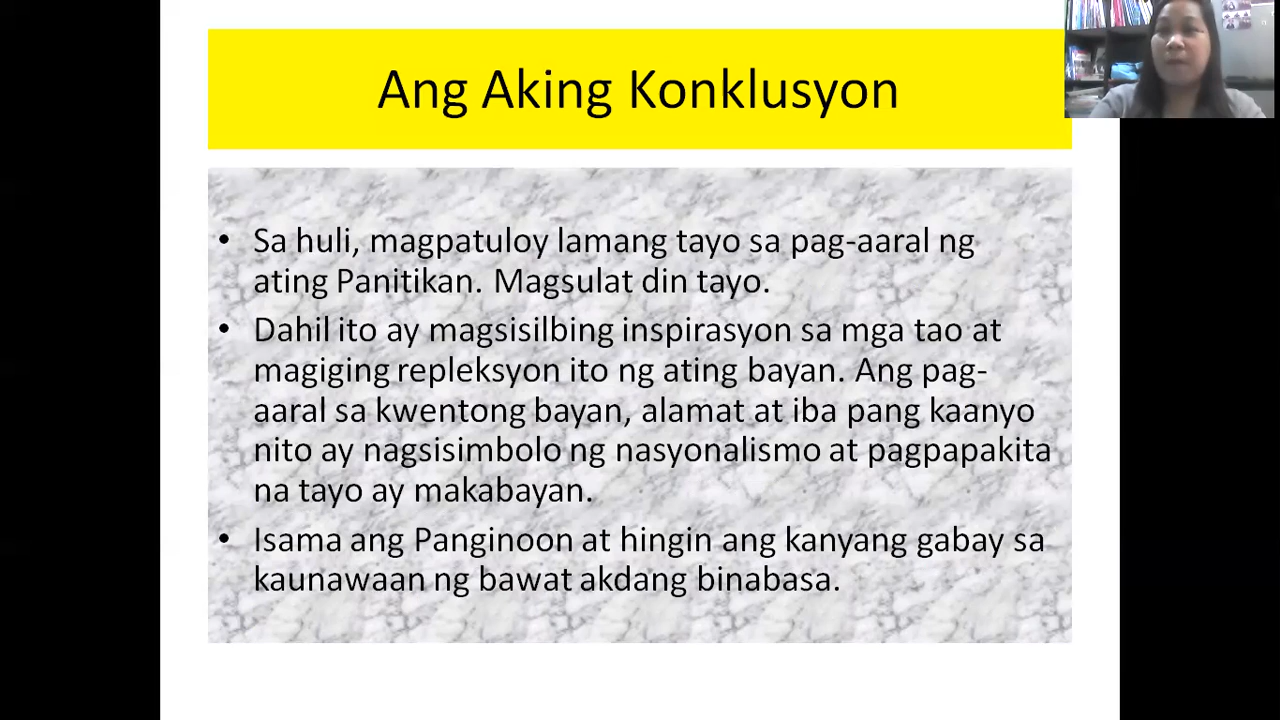 Ang Aking Konklusyon
• Sa huli, magpatuloy lamang tayo sa pag-aaral ng
ating Panitikan. Magsulat din tayo.
• Dahil ito ay magsisilbing inspirasyon sa mga tao at
magiging repleksyon ito ng ating bayan. Ang pag-
aaral sa kwentong bayan, alamat at iba pang kaanyo
nito ay nagsisimbolo ng nasyonalismo at pagpapakita
na tayo ay makabayan.
• Isama ang Panginoon at hingin ang kanyang gabay sa
kaunawaan ng bawat akdang binabasa.